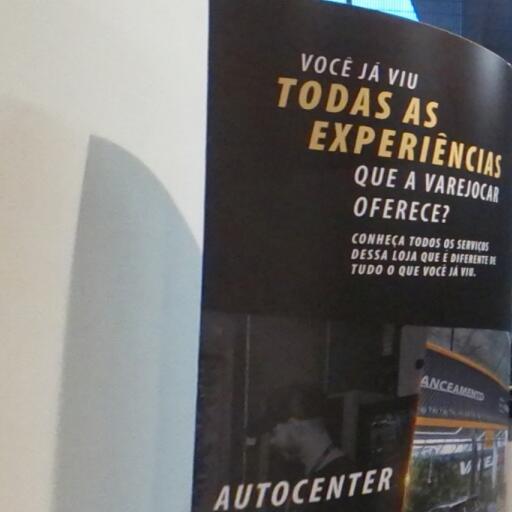 VOCÊ JÁ VIU
TODAS AS
EXPERIÊNCIAS
QUE A VAREJOCAR
OFERECE?
CONHEÇA TODOS OS SERVIÇOS
DESSA LOJA QUE E DIFERENTE DE
TUDO O QUE VOCÊ JÁ VIU.
ANCEAMENTO
AUTOCENTER